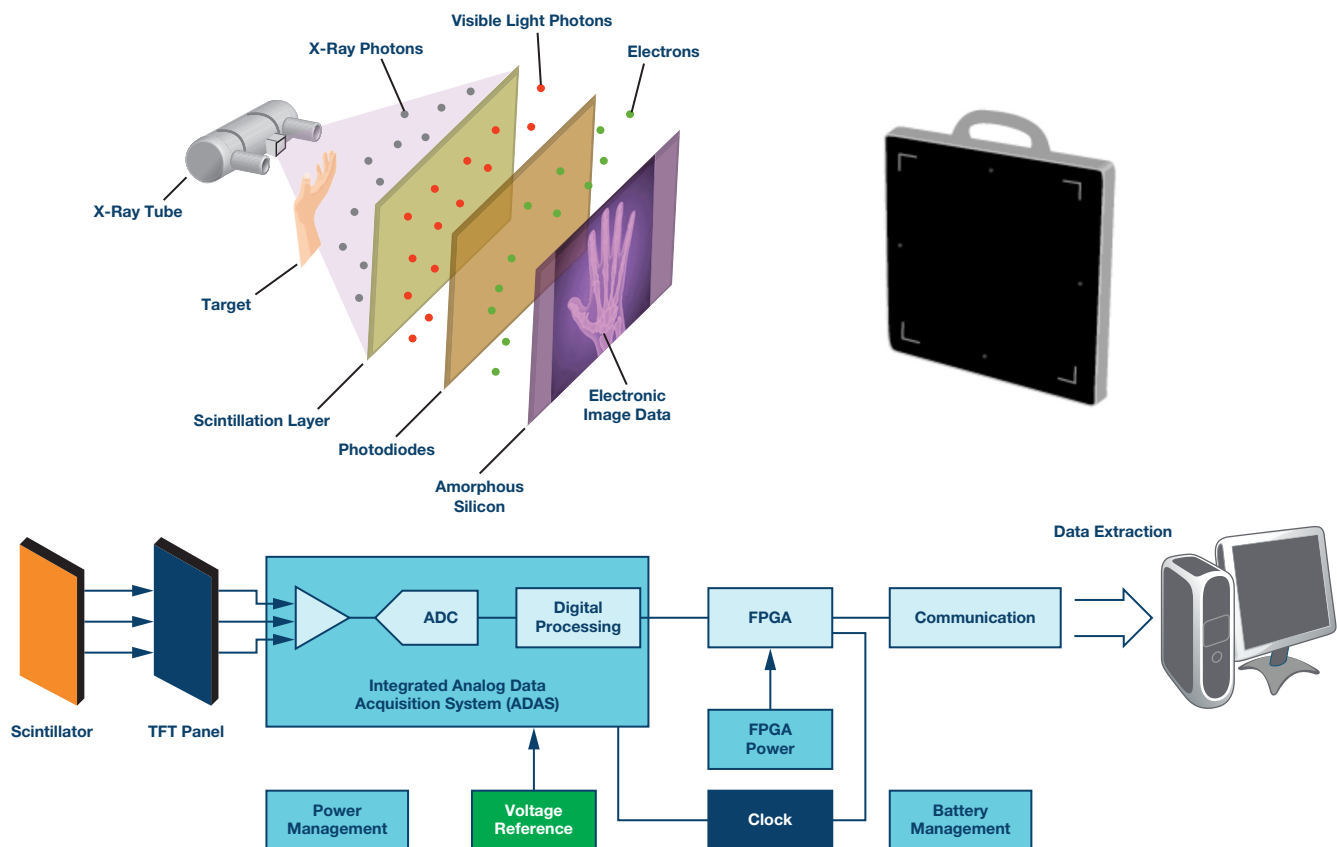 Visible Light Photons
X-Ray Photons
Electrons
X-Ray Tube
Target
Scintillation Layer
Photodiodes
Electronic
Image Data
Amorphous
Silicon
Data Extraction
ADC
Digital
Processing
FPGA
Communication
Integrated Analog Data
Acquisition System (ADAS)
Scintillator
TFT Panel
FPGA
Power
Power
Management
Voltage
Reference
Clock
Battery
Management